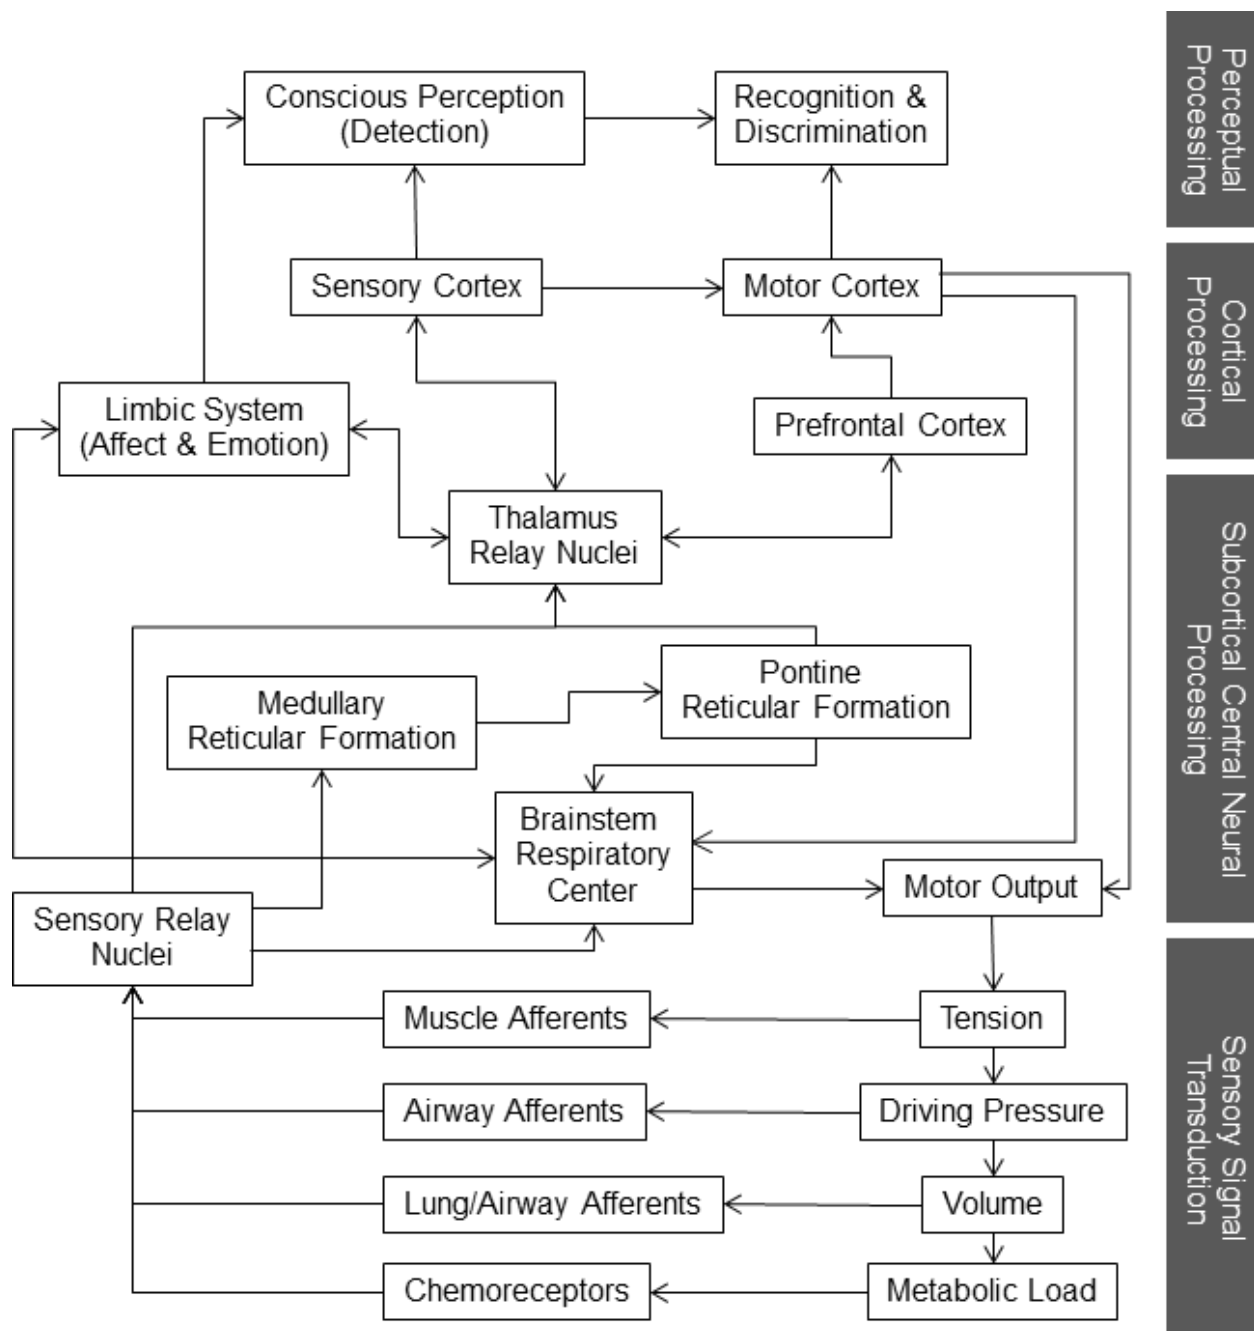 Conscious Perception
(Detection)
Recognition &
Discrimination
Sensory Cortex
Motor Cortex
Limbic System
(Affect & Emotion)
Prefrontal Cortex
Thalamus
Relay Nuclei
Medullary
Reticular Formation
Pontine
Reticular Formation
Brainstem
Respiratory
Center
Motor Output
Sensory Relay
Nuclei
Muscle Afferents
Tension
Airway Afferents
Driving Pressure
Lung/Airway Afferents
Volume
Chemoreceptors
Metabolic Load
Perceptual
Processing
Cortical
Processing
Subcortical Central Neural
Processing
Sensory Signal
Transduction